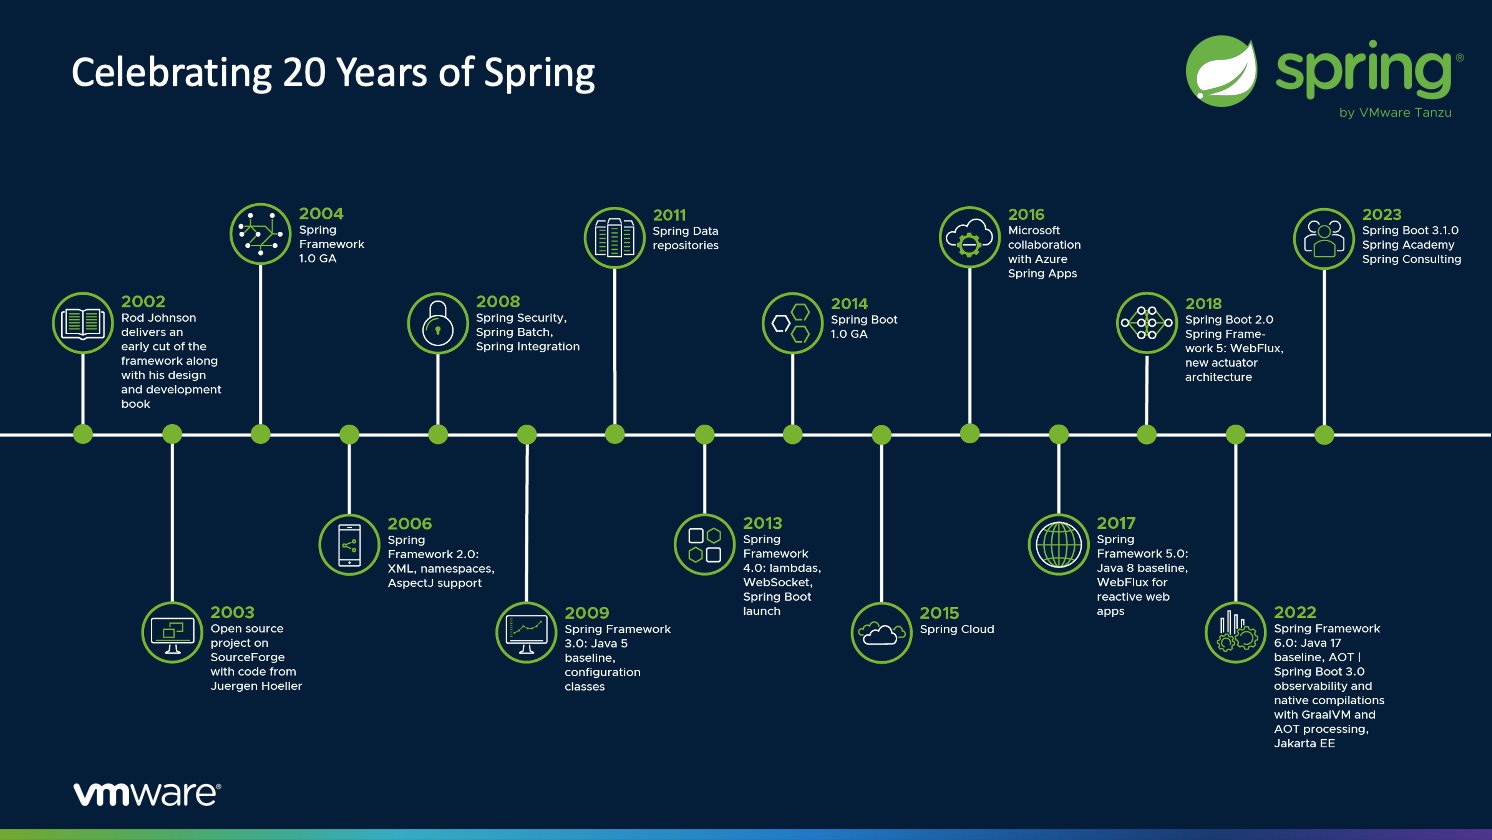 Celebrating 20 Years of Spring
spring®
by VMware Tanzu
2002
Rod Johnson
delivers an
early cut of the
framework along
with his design
and development
book
2003
Open source
project on
SourceForge
with code from
Juergen Hoeller
2004
Spring
Framework
1.0 GA
2006
Spring
Framework 2.0:
XML, namespaces,
AspectJ support
2008
Spring Security,
Spring Batch,
Spring Integration
2009
Spring Framework
3.0: Java 5
baseline,
configuration
classes
2011
Spring Data
repositories
2013
Spring
Framework
4.0: lambdas,
WebSocket,
Spring Boot
launch
2014
Spring Boot
1.0 GA
2015
Spring Cloud
2016
Microsoft
collaboration
with Azure
Spring Apps
2017
Spring
Framework 5.0:
Java 8 baseline,
WebFlux for
reactive web
apps
2018
Spring Boot 2.0
Spring Frame-
work 5: WebFlux,
new actuator
architecture
2022
Spring Framework
6.0: Java 17
baseline, AOT |
Spring Boot 3.0
observability and
native compilations
with GraalVM and
AOT processing,
Jakarta EE
2023
Spring Boot 3.1.0
Spring Academy
Spring Consulting
vmware®